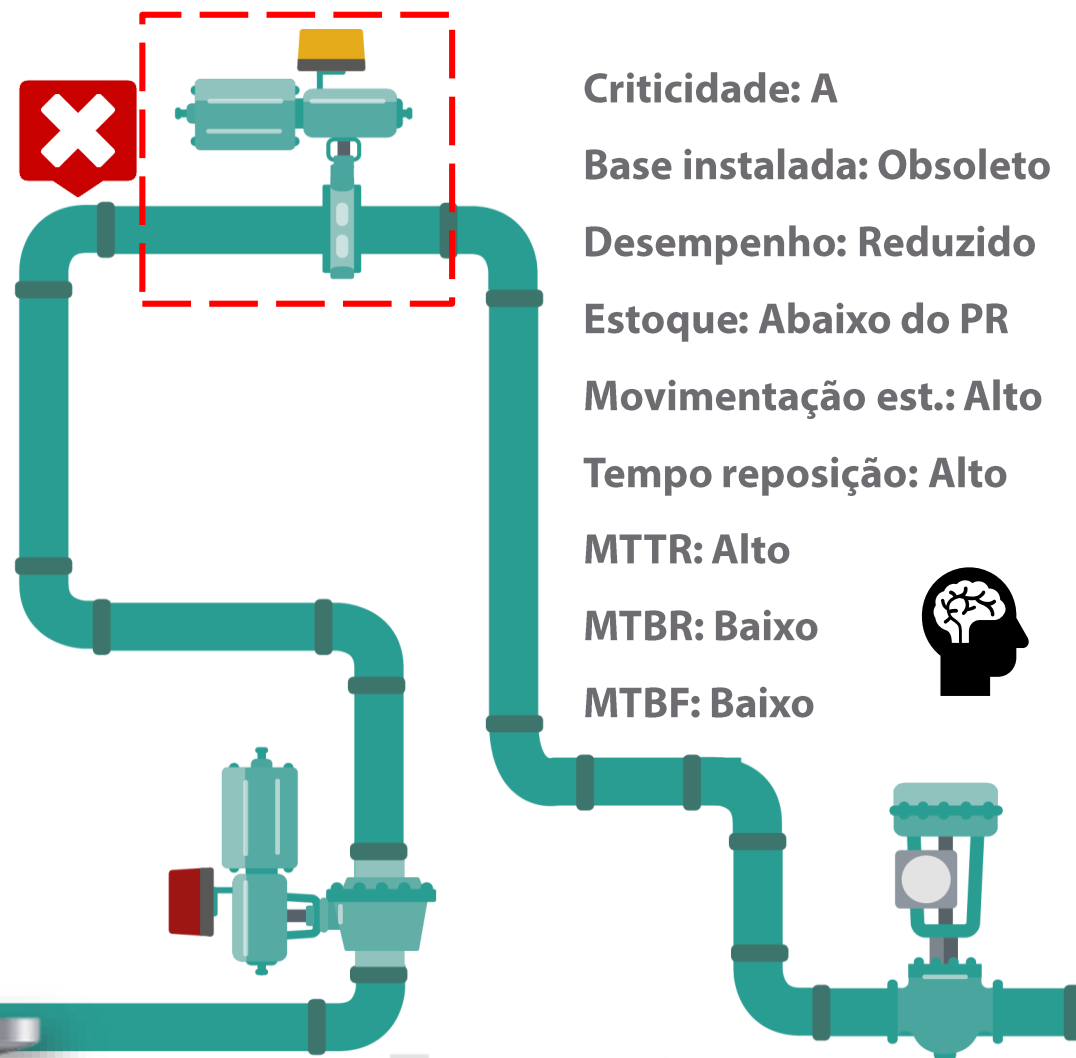 Criticidade: A
Base instalada: Obsoleto
Desempenho: Reduzido
Estoque: Abaixo do PR
Movimentação est.: Alto
Tempo reposição: Alto
MTTR: Alto
MTBR: Baixo
MTBF: Baixo